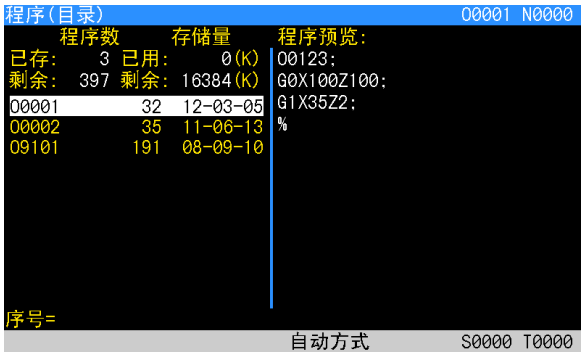 程序(目录) O0001 N0000
程序数 存储量
已存: 3 已用: 0(K)
剩余: 397 剩余: 16384(K)
O0001 32 12-03-05
O0002 35 11-06-13
O9101 191 08-09-10
程序预览:
O0123;
G0X100Z100;
G1X35Z2;
%
序号=
自动方式 S0000 T0000